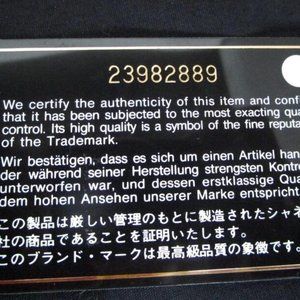 23982889
We certify the authenticity of this item and conf
that it has been subjected to the most exacting qua
control. Its high quality is a symbol of the fine reputa
of the Trademark.
Wir bestätigen, dass es sich um einen Artikel han
der während seiner Herstellung strengsten Kontro
unterworfen war, und dessen erstklassige Qua
dem hohen Ansehen unserer Marke entspricht.
この製品は厳しい管理のもとに製造されたシャネ
社の商品であることを証明いたします。
このブランド・マークは最高級品質の象徴です。